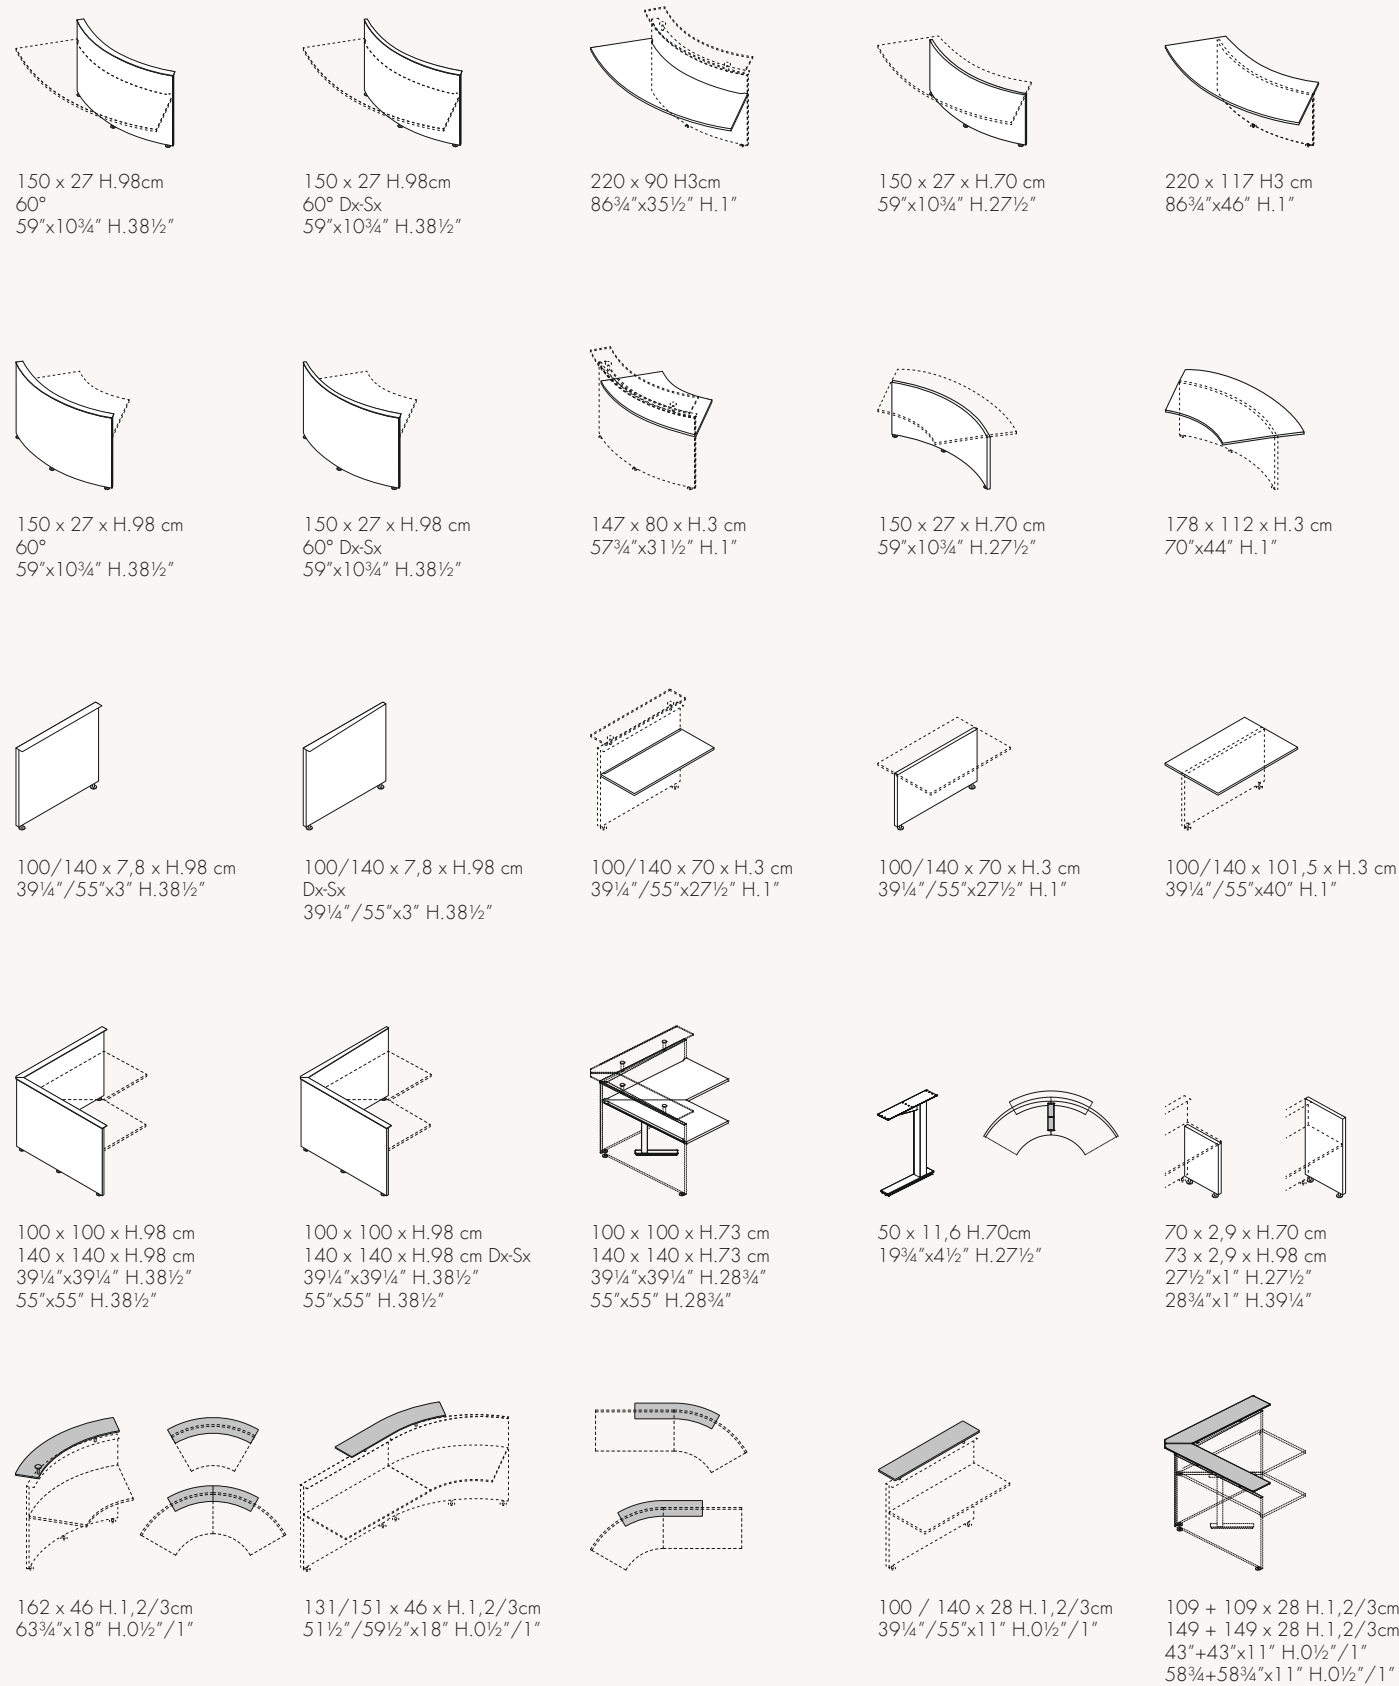 150 x 27 H.98cm
60°
59”x10¾” H.38½”
150 x 27 H.98cm
60° Dx-Sx
59”x10¾” H.38½”
220 x 90 H3cm
86¾”x35½” H.1”
150 x 27 x H.70 cm
59”x10¾” H.27½”
220 x 117 H3 cm
86¾”x46” H.1”
150 x 27 x H.98 cm
60°
59”x10¾” H.38½”
150 x 27 x H.98 cm
60° Dx-Sx
59”x10¾” H.38½”
147 x 80 x H.3 cm
57¾”x31½” H.1”
150 x 27 x H.70 cm
59”x10¾” H.27½”
178 x 112 x H.3 cm
70”x44” H.1”
100/140 x 7,8 x H.98 cm
39¼”/55”x3” H.38½”
100/140 x 7,8 x H.98 cm
Dx-Sx
39¼”/55”x3” H.38½”
100/140 x 70 x H.3 cm
39¼”/55”x27½” H.1”
100/140 x 70 x H.3 cm
39¼”/55”x27½” H.1”
100/140 x 101,5 x H.3 cm
39¼”/55”x40” H.1”
100 x 100 x H.98 cm
140 x 140 x H.98 cm
39¼”x39¼” H.38½”
55”x55” H.38½”
100 x 100 x H.98 cm
140 x 140 x H.98 cm Dx-Sx
39¼”x39¼” H.38½”
55”x55” H.38½”
100 x 100 x H.73 cm
140 x 140 x H.73 cm
39¼”x39¼” H.28¾”
55”x55” H.28¾”
50 x 11,6 H.70cm
19¾”x4½” H.27½”
70 x 2,9 x H.70 cm
73 x 2,9 x H.98 cm
27½”x1” H.27½”
28¾”x1” H.39¼”
162 x 46 H.1,2/3cm
63¾”x18” H.0½”/1”
131/151 x 46 x H.1,2/3cm
51½”/59½”x18” H.0½”/1”
100 / 140 x 28 H.1,2/3cm
39¼”/55”x11” H.0½”/1”
109 + 109 x 28 H.1,2/3cm
149 + 149 x 28 H.1,2/3cm
43”+43”x11” H.0½”/1”
58¾+58¾”x11” H.0½”/1”